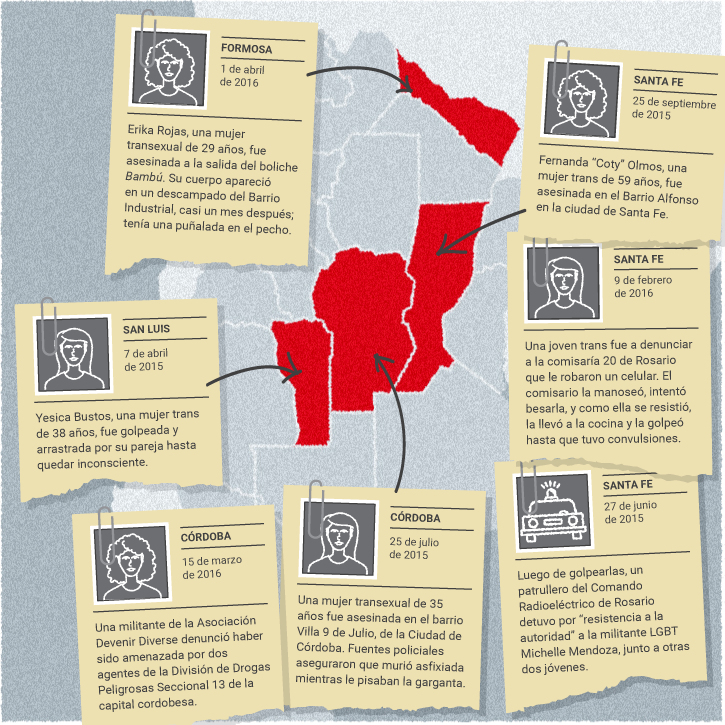 FORMOSA
1 de abril
de 2016
Erika Rojas, una mujer
transexual de 29 años, fue
asesinada a la salida del boliche
Bambú. Su cuerpo apareció
en un descampado del Barrio
Industrial, casi un mes después;
tenía una puñalada en el pecho.
SANTA FE
25 de septiembre
de 2015
Fernanda “Coty” Olmos, una
mujer trans de 59 años, fue
asesinada en el Barrio Alfonso
en la ciudad de Santa Fe.
SANTA FE
9 de febrero
de 2016
Una joven trans fue a denunciar
a la comisaría 20 de Rosario
que le robaron un celular. El
comisario la manoseó, intentó
besarla, y como ella se resistió,
la llevó a la cocina y la golpeó
hasta que tuvo convulsiones.
SAN LUIS
7 de abril
de 2015
Yesica Bustos, una mujer trans
de 38 años, fue golpeada y
arrastrada por su pareja hasta
quedar inconsciente.
SANTA FE
27 de junio
de 2015
Luego de golpearlas, un
patrullero del Comando
Radioeléctrico de Rosario
detuvo por “resistencia a la
autoridad” a la militante LGBT
Michelle Mendoza, junto a otras
dos jóvenes.
CÓRDOBA
15 de marzo
de 2016
Una militante de la Asociación
Devenir Diverse denunció haber
sido amenazada por dos
agentes de la División de Drogas
Peligrosas Seccional 13 de la
capital cordobesa.
CÓRDOBA
25 de julio
de 2015
Una mujer transexual de 35
años fue asesinada en el barrio
Villa 9 de Julio, de la Ciudad de
Córdoba. Fuentes policiales
aseguraron que murió asfixiada
mientras le pisaban la garganta.